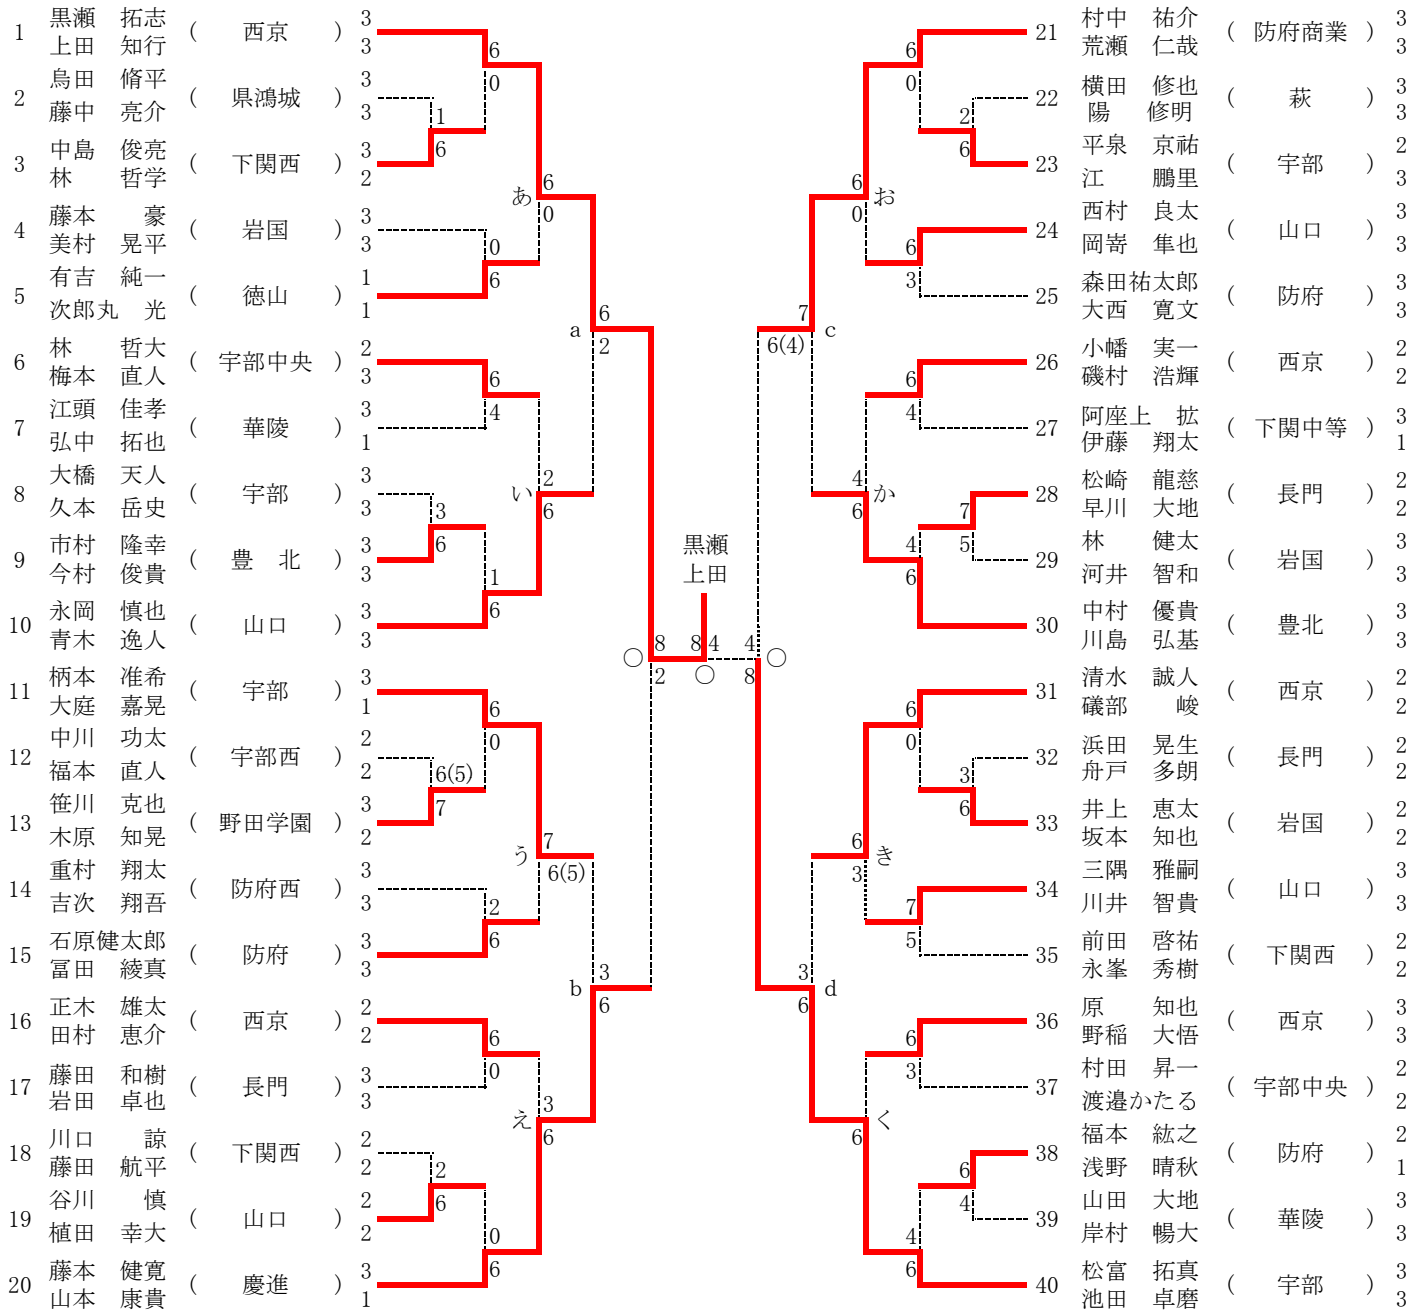 黒瀬 拓志 3
1 ( 西京 )
上田 知行 3
鳥田 脩平 3
2 ( 県鴻城 )
藤中 亮介 3
中島 俊亮 3
3 ( 下関西 )
林 哲学 2
藤本 豪 3
4 ( 岩国 )
美村 晃平 3
有吉 純一 1
5 ( 徳山 )
次郎丸 光 1
林 哲大 2
6 ( 宇部中央 )
梅本 直人 3
江頭 佳孝 3
7 ( 華陵 )
弘中 拓也 1
大橋 天人 3
8 ( 宇部 )
久本 岳史 3
市村 隆幸 3
9 ( 豊 北 )
今村 俊貴 3
永岡 慎也 3
10 ( 山口 )
青木 逸人 3
柄本 准希 3
11 ( 宇部 )
大庭 嘉晃 1
中川 功太 2
12 ( 宇部西 )
福本 直人 2
笹川 克也 3
13 ( 野田学園 )
木原 知晃 2
重村 翔太 3
14 ( 防府西 )
吉次 翔吾 3
石原健太郎 3
15 ( 防府 )
冨田 綾真 3
正木 雄太 2
16 ( 西京 )
田村 恵介 2
藤田 和樹 3
17 ( 長門 )
岩田 卓也 3
川口 諒 2
18 ( 下関西 )
藤田 航平 2
谷川 慎 2
19 ( 山口 )
植田 幸大 2
藤本 健寛 3
20 ( 慶進 )
山本 康貴 1
6
0
1
6
6
あ
0
0
6
6
a
2
6
4
2
い
6
3
6
1
6
6
0
6(5)
7
7
う
6(5)
2
6
3
b
6
6
0
3
え
6
2
6
0
6
黒瀬
上田
8 8 4 4
○ ○
2 ○ 8
6
0
2
6
6
お
0
6
3
7
c
6(4)
6
4
4
か
6
7
5
4
6
6
0
3
6
6
き
3
7
5
3
d
6
6
3
く
6
6
4
4
6
村中 祐介 3
21 ( 防府商業 )
荒瀬 仁哉 3
横田 修也 3
22 ( 萩 )
陽 修明 3
平泉 京祐 2
23 ( 宇部 )
江 鵬里 3
西村 良太 3
24 ( 山口 )
岡嵜 隼也 3
森田祐太郎 3
25 ( 防府 )
大西 寛文 3
小幡 実一 2
26 ( 西京 )
磯村 浩輝 2
阿座上 拡 3
27 ( 下関中等 )
伊藤 翔太 1
松崎 龍慈 2
28 ( 長門 )
早川 大地 2
林 健太 3
29 ( 岩国 )
河井 智和 3
中村 優貴 3
30 ( 豊北 )
川島 弘基 3
清水 誠人 2
31 ( 西京 )
礒部 峻 2
浜田 晃生 2
32 ( 長門 )
舟戸 多朗 2
井上 恵太 2
33 ( 岩国 )
坂本 知也 2
三隅 雅嗣 3
34 ( 山口 )
川井 智貴 3
前田 啓祐 2
35 ( 下関西 )
永峯 秀樹 2
原 知也 3
36 ( 西京 )
野稲 大悟 3
村田 昇一 2
37 ( 宇部中央 )
渡邉かたる 2
福本 紘之 2
38 ( 防府 )
浅野 晴秋 1
山田 大地 3
39 ( 華陵 )
岸村 暢大 3
松富 拓真 3
40 ( 宇部 )
池田 卓磨 3